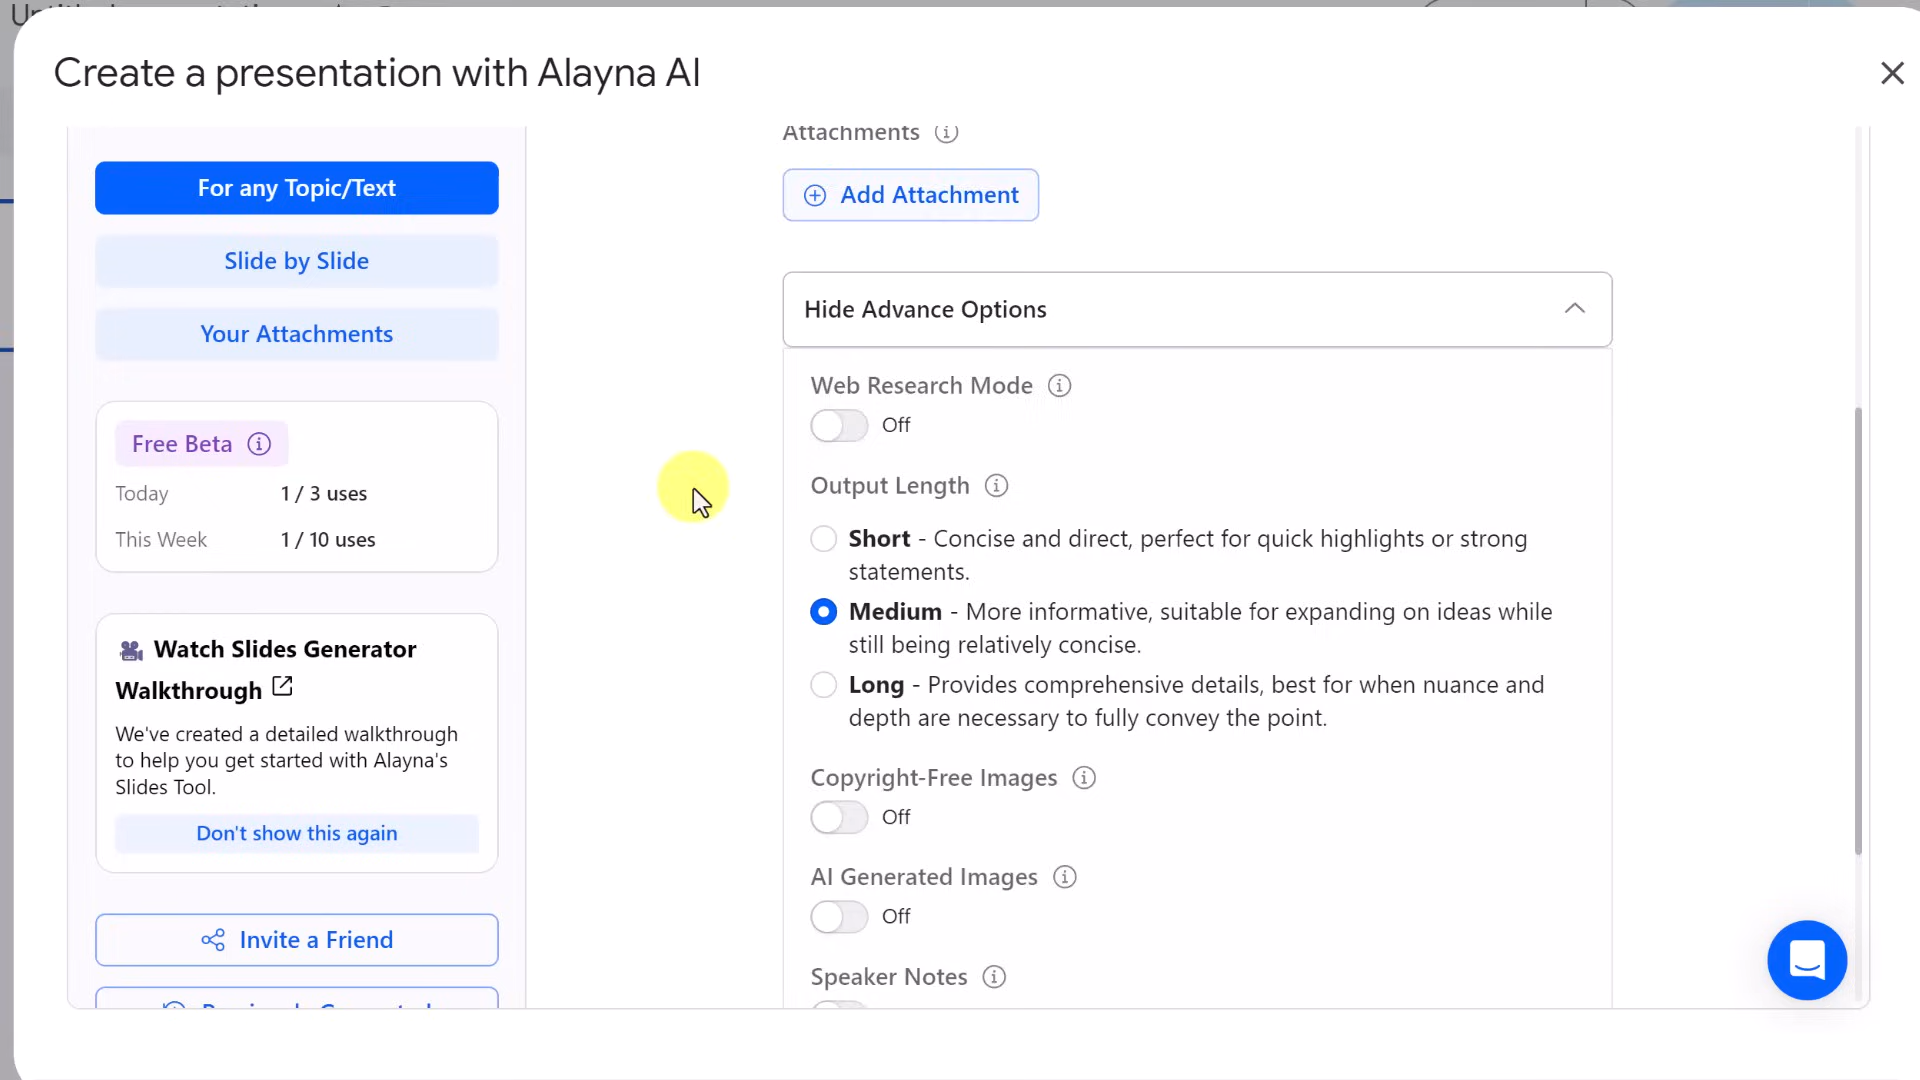 Create a presentation with Alayna AI
For any Topic/Text
Slide by Slide
Your Attachments
Free Beta
Today 1 / 3 uses
This Week 1 / 10 uses
Watch Slides Generator
Walkthrough
We've created a detailed walkthrough
to help you get started with Alayna's
Slides Tool.
Don't show this again
Invite a Friend
Attachments
Add Attachment
Hide Advance Options
Web Research Mode
Off
Output Length
Short - Concise and direct, perfect for quick highlights or strong
statements.
Medium - More informative, suitable for expanding on ideas while
still being relatively concise.
Long - Provides comprehensive details, best for when nuance and
depth are necessary to fully convey the point.
Copyright-Free Images
Off
AI Generated Images
Off
Speaker Notes